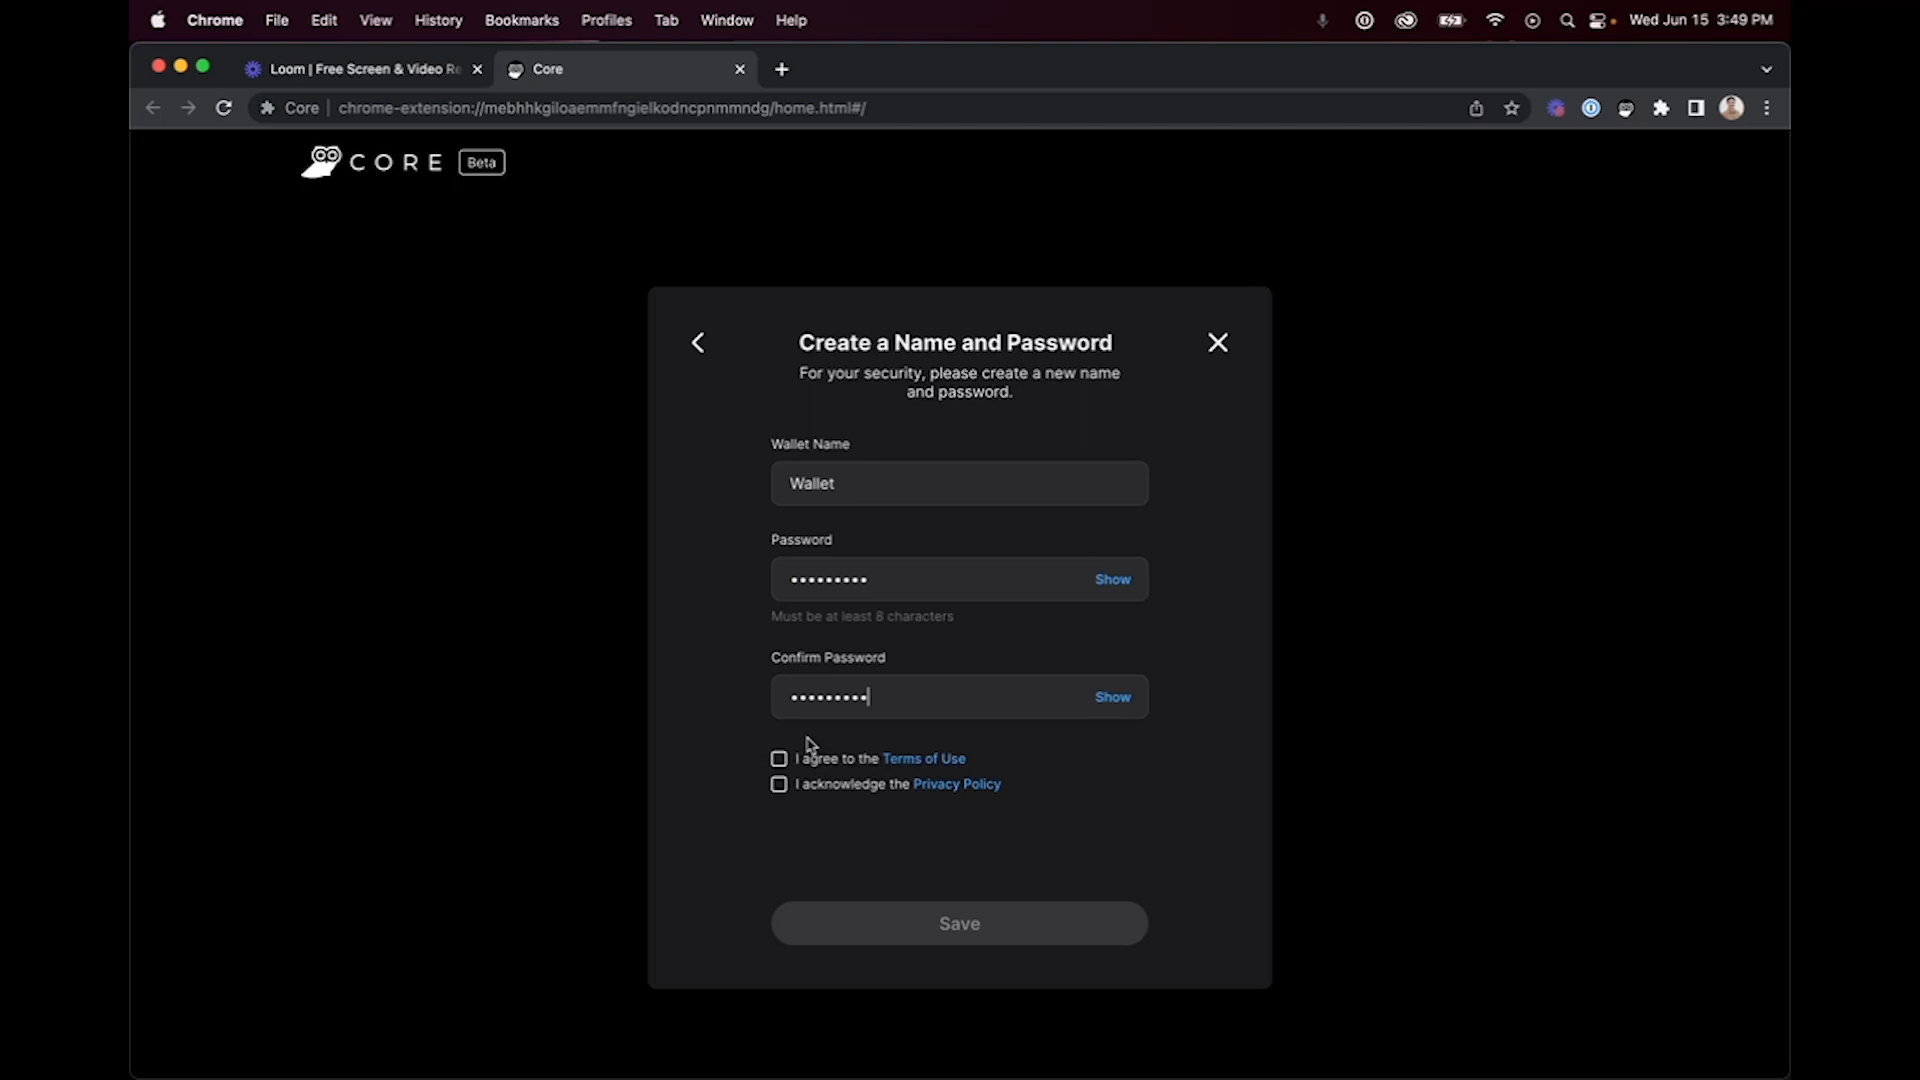 Chrome File Edit View History Bookmarks Profiles Tab Window Help Wed Jun 15 3:49 PM
Loom | Free Screen & Video Re Core
Core | chrome-extension://mebhhkgiloaemmfngielkodncpnmmndg/home.html#/
CORE Beta
Create a Name and Password
For your security, please create a new name
and password.
Wallet Name
Wallet
Password
••••••••• Show
Must be at least 8 characters
Confirm Password
••••••••• Show
I agree to the Terms of Use
I acknowledge the Privacy Policy
Save